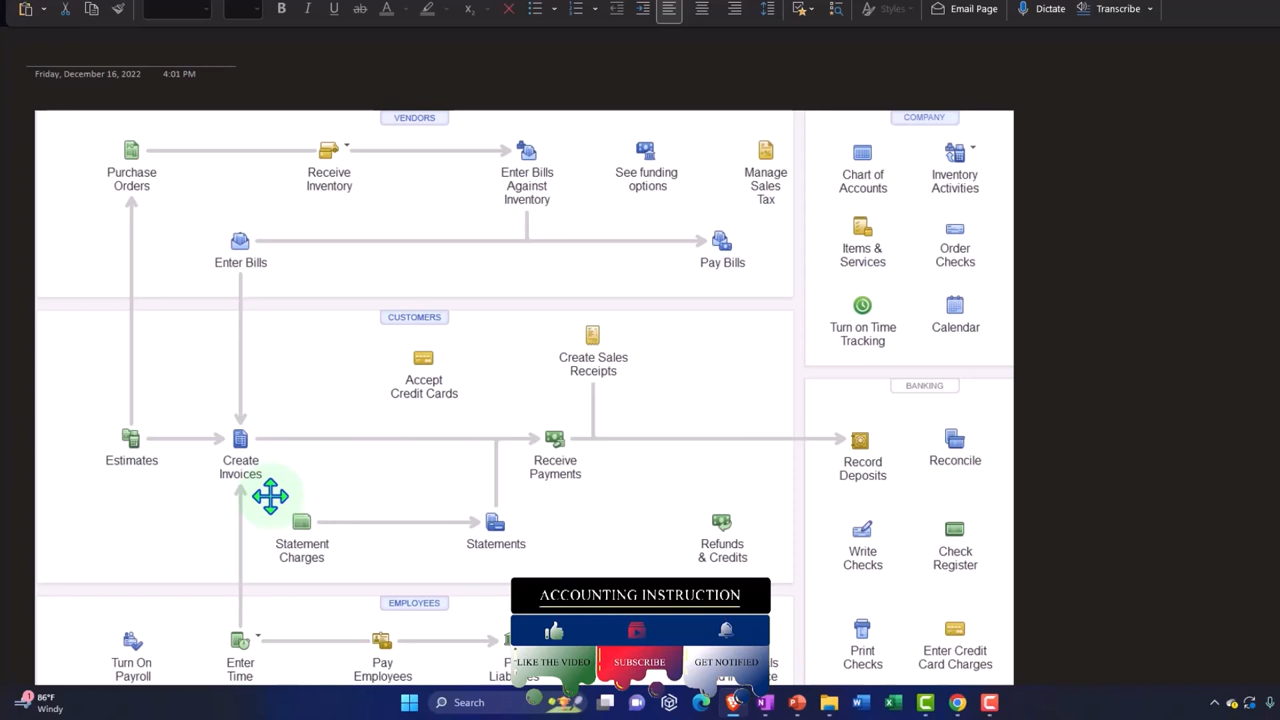 Styles
Email Page
Dictate
Transcribe
Friday, December 16, 2022 4:01 PM
VENDORS
Purchase
Orders
Receive
Inventory
Enter Bills
Against
Inventory
See funding
options
Manage
Sales
Tax
Enter Bills
Pay Bills
CUSTOMERS
Accept
Credit Cards
Create Sales
Receipts
Estimates
Create
Invoices
Receive
Payments
Statement
Charges
Statements
Refunds
& Credits
EMPLOYEES
Turn On
Payroll
Enter
Time
Pay
Employees
COMPANY
Chart of
Accounts
Inventory
Activities
Items &
Services
Order
Checks
Turn on Time
Tracking
Calendar
BANKING
Record
Deposits
Reconcile
Write
Checks
Check
Register
Print
Checks
Enter Credit
Card Charges
ACCOUNTING INSTRUCTION
LIKE THE VIDEO
SUBSCRIBE
GET NOTIFIED
86°F
Windy
1
Search